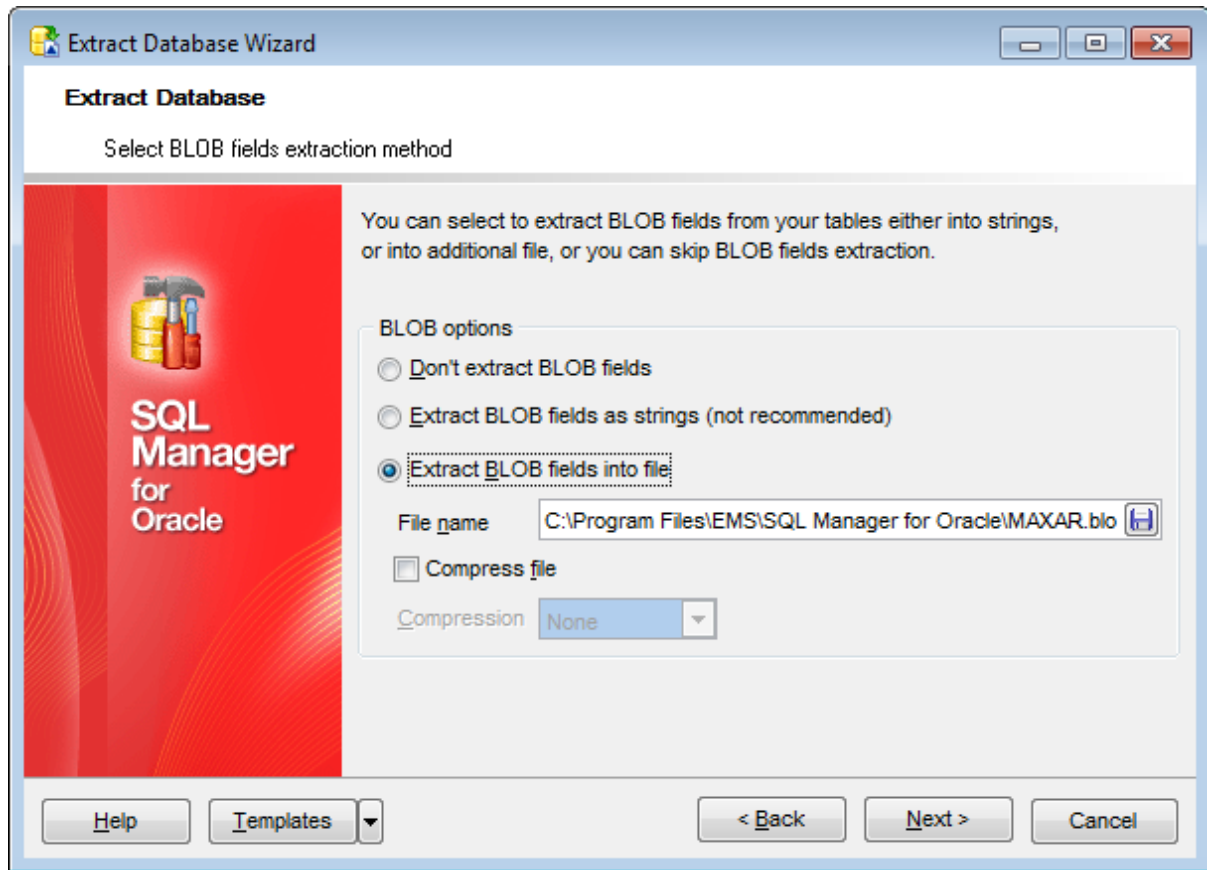 Extract Database Wizard
Extract Database
Select BLOB fields extraction method
You can select to extract BLOB fields from your tables either into strings,
or into additional file, or you can skip BLOB fields extraction.
SQL
Manager
for
Oracle
BLOB options
Don't extract BLOB fields
Extract BLOB fields as strings (not recommended)
Extract BLOB fields into file
File name C:\Program Files\EMS\SQL Manager for Oracle\MAXAR.blo
Compress file
Compression None
Help Templates < Back Next > Cancel